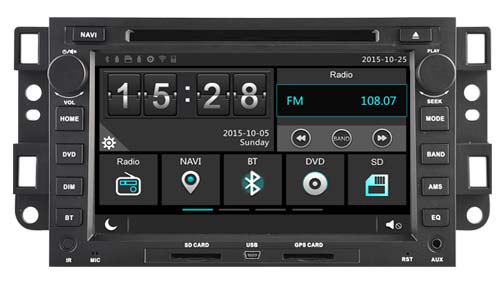 NAVI
PLAY
2015-10-25
VOL
SEEK
HOME
MODE
DVD
BAND
DIM
AMS
BT
EQ
IR
MIC
RST
AUX
Radio
15:28
FM 108.07
2015-10-05
Sunday
BAND
Radio NAVI BT DVD SD
SD CARD USB GPS CARD